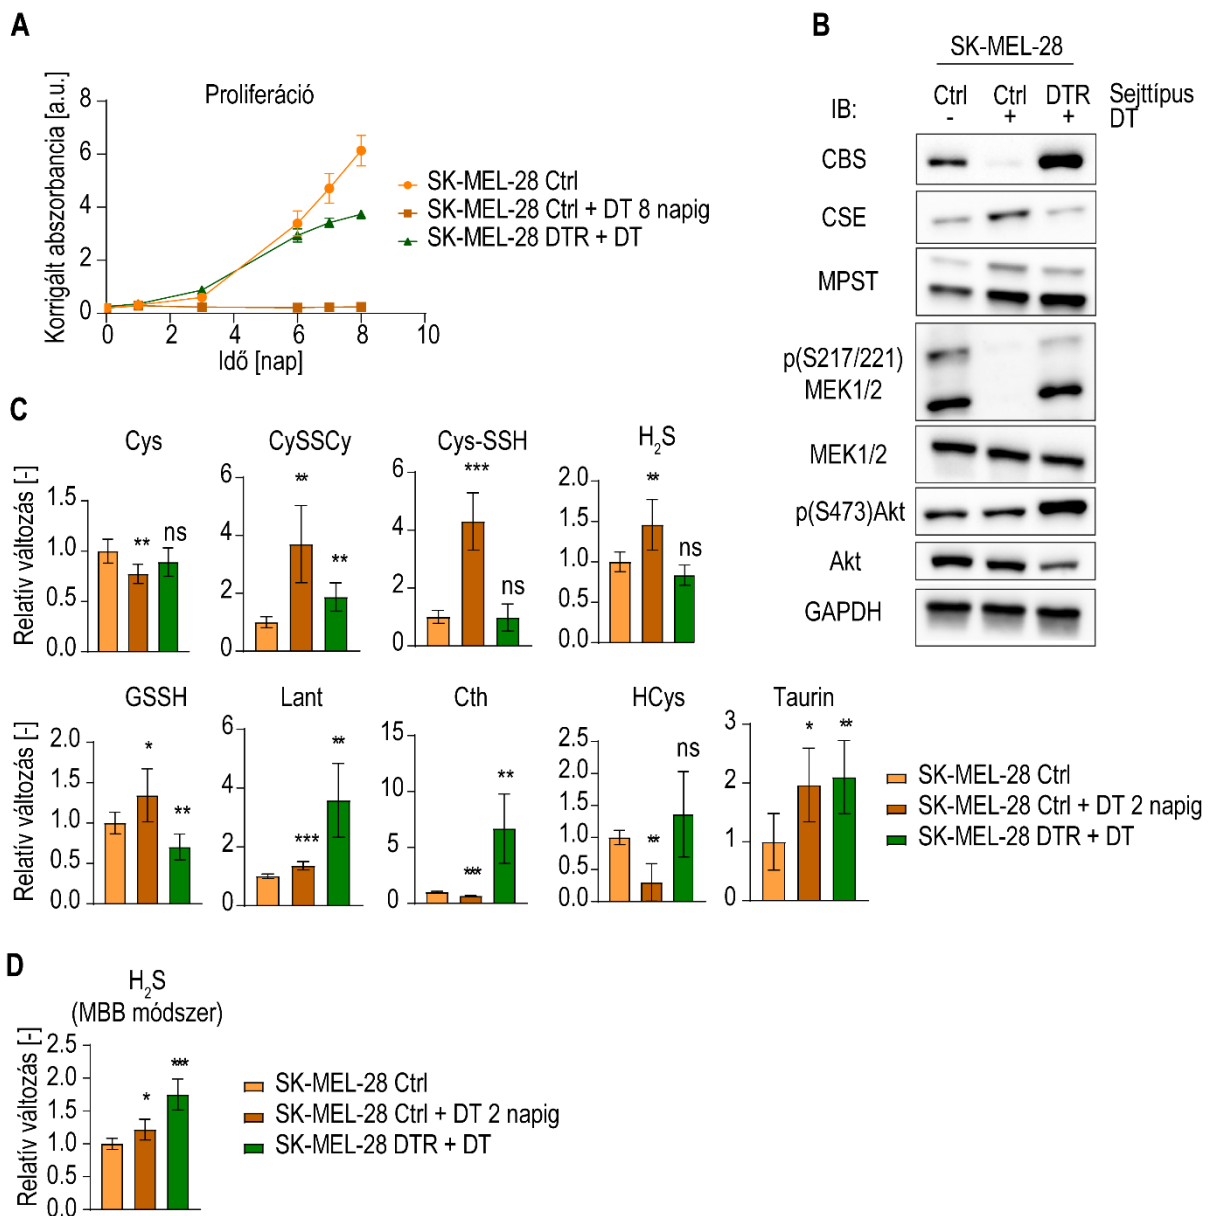 A
Proliferáció
Korrigált abszorbancia [a.u.]
8
6
4
2
0
0 2 4 6 8 10
Idő [nap]
SK-MEL-28 Ctrl
SK-MEL-28 Ctrl + DT 8 napig
SK-MEL-28 DTR + DT
B
SK-MEL-28
Ctrl Ctrl DTR Sejttípus
IB: - + + DT
CBS
CSE
MPST
p(S217/221)
MEK1/2
MEK1/2
p(S473)Akt
Akt
GAPDH
C
Relatív változás [-]
Cys
1.5
1.0
0.5
0.0
** ns
CySSCy
6
4
2
0
** **
Cys-SSH
6
4
2
0
*** ns
H2S
2.0
1.5
1.0
0.5
0.0
** ns
Relatív változás [-]
GSSH
2.0
1.5
1.0
0.5
0.0
* **
Lant
6
4
2
0
*** **
Cth
15
10
5
0
*** **
HCys
2.5
2.0
1.5
1.0
0.5
0.0
** ns
Taurin
3
2
1
0
* **
SK-MEL-28 Ctrl
SK-MEL-28 Ctrl + DT 2 napig
SK-MEL-28 DTR + DT
D
H2S
(MBB módszer)
Relatív változás [-]
2.5
2.0
1.5
1.0
0.5
0.0
* ***
SK-MEL-28 Ctrl
SK-MEL-28 Ctrl + DT 2 napig
SK-MEL-28 DTR + DT